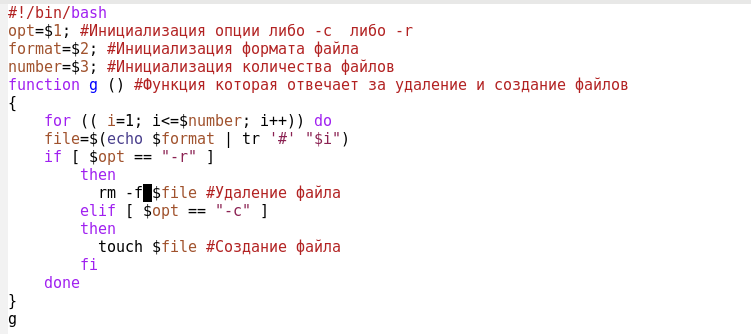 #!/bin/bash
opt=$1; #Инициализация опции либо -c  либо -r
format=$2; #Инициализация формата файла
number=$3; #Инициализация количества файлов
function g () #Функция которая отвечает за удаление и создание файлов
{
    for (( i=1; i<=$number; i++)) do
    file=$(echo $format | tr '#' "$i")
    if [ $opt == "-r" ]
        then
          rm -f $file #Удаление файла
        elif [ $opt == "-c" ]
        then
          touch $file #Создание файла
        fi
    done
}
g